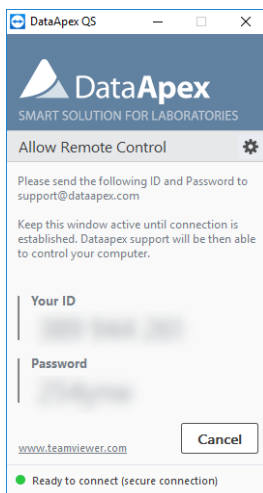 DataApex QS
DataApex
SMART SOLUTION FOR LABORATORIES
Allow Remote Control
Please send the following ID and Password to
support@dataapex.com
Keep this window active until connection is
established. Dataapex support will be then able
to control your computer.
Your ID
Password
www.teamviewer.com
Cancel
Ready to connect (secure connection)